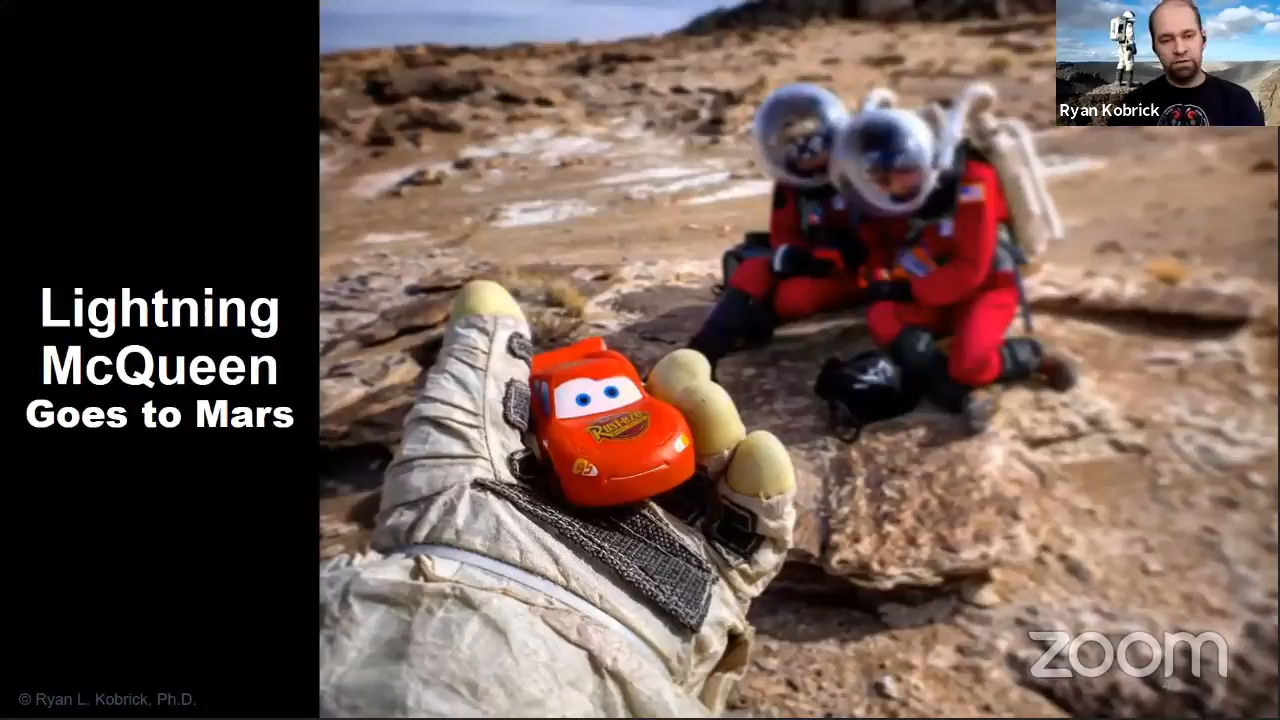 Lightning
McQueen
Goes to Mars
Ryan Kobrick
Rust-eze
zoom
© Ryan L. Kobrick, Ph.D.